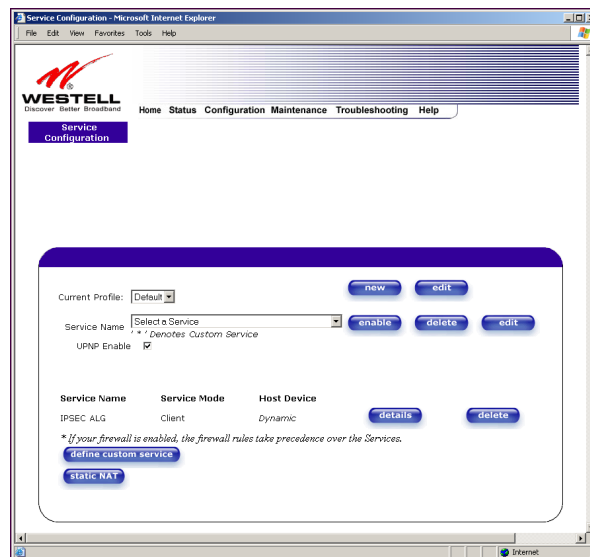 Service Configuration - Microsoft Internet Explorer
File Edit View Favorites Tools Help
WESTELL
Discover Better Broadband
Home Status Configuration Maintenance Troubleshooting Help
Service
Configuration
new edit
Current Profile: Default
Service Name Select a Service enable delete edit
' * ' Denotes Custom Service
UPNP Enable
Service Name Service Mode Host Device
IPSEC ALG Client Dynamic details delete
* If your firewall is enabled, the firewall rules take precedence over the Services.
define custom service
static NAT
Internet